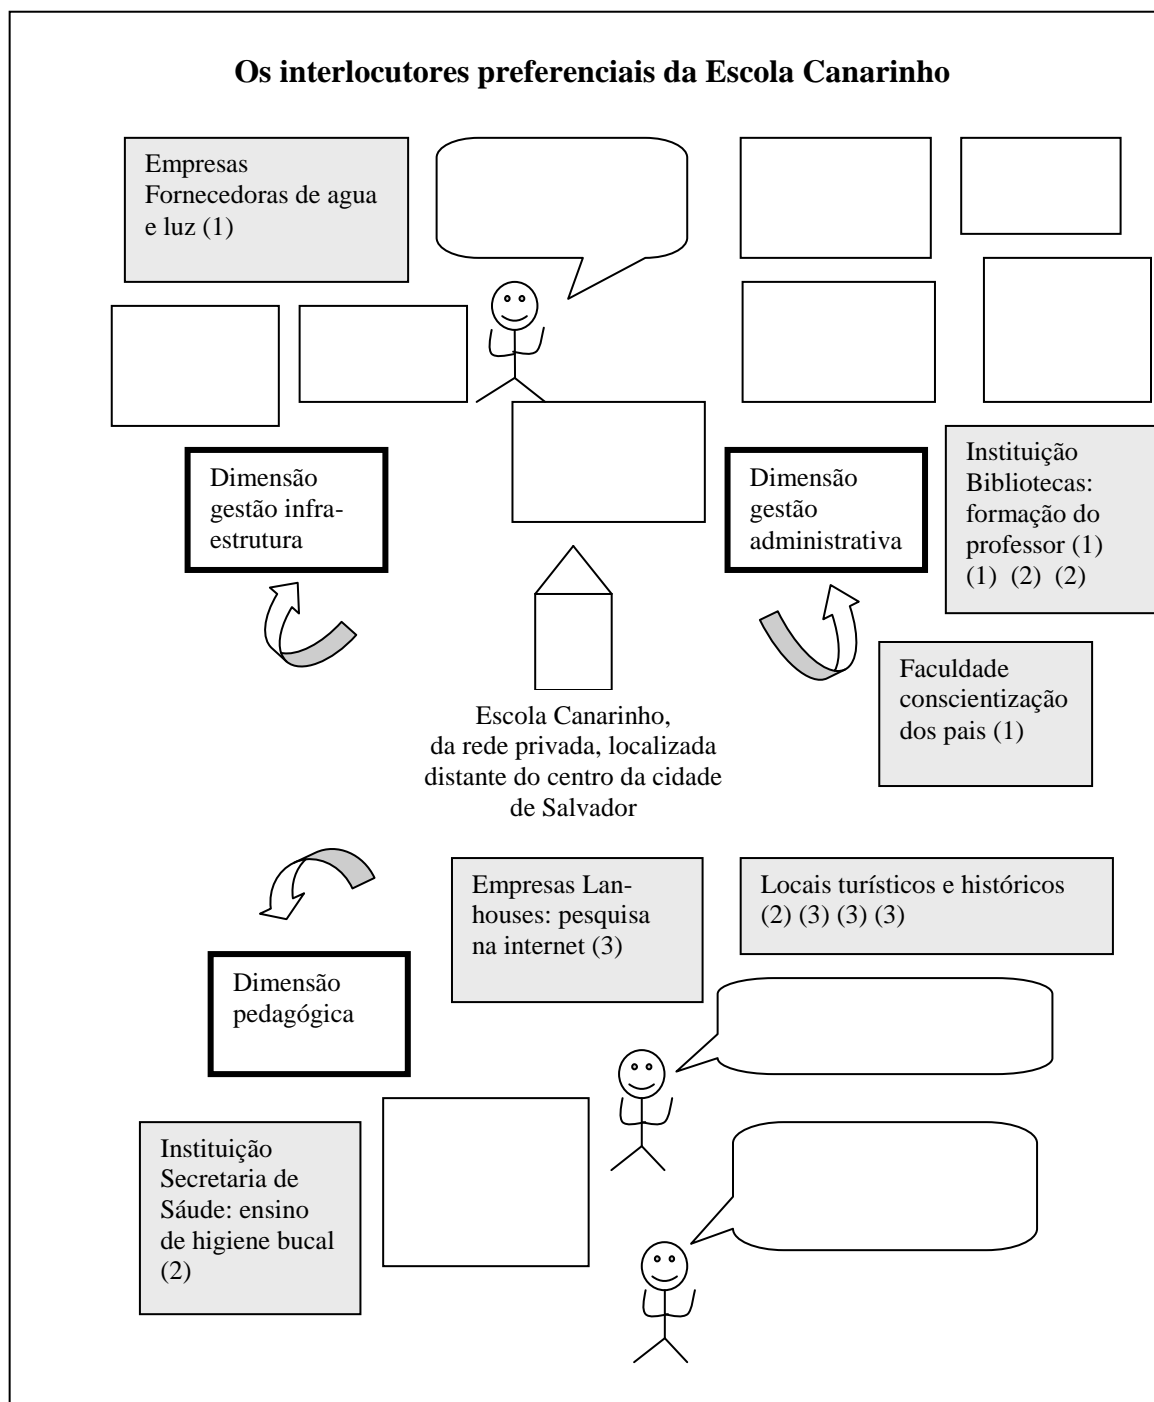 Os interlocutores preferenciais da Escola Canarinho
Empresas
Fornecedoras de agua
e luz (1)
Dimensão
gestão infra-
estrutura
Dimensão
gestão
administrativa
Instituição
Bibliotecas:
formação do
professor (1)
(1) (2) (2)
Faculdade
conscientização
dos pais (1)
Escola Canarinho,
da rede privada, localizada
distante do centro da cidade
de Salvador
Empresas Lan-
houses: pesquisa
na internet (3)
Locais turísticos e históricos
(2) (3) (3) (3)
Dimensão
pedagógica
Instituição
Secretaria de
Sáude: ensino
de higiene bucal
(2)